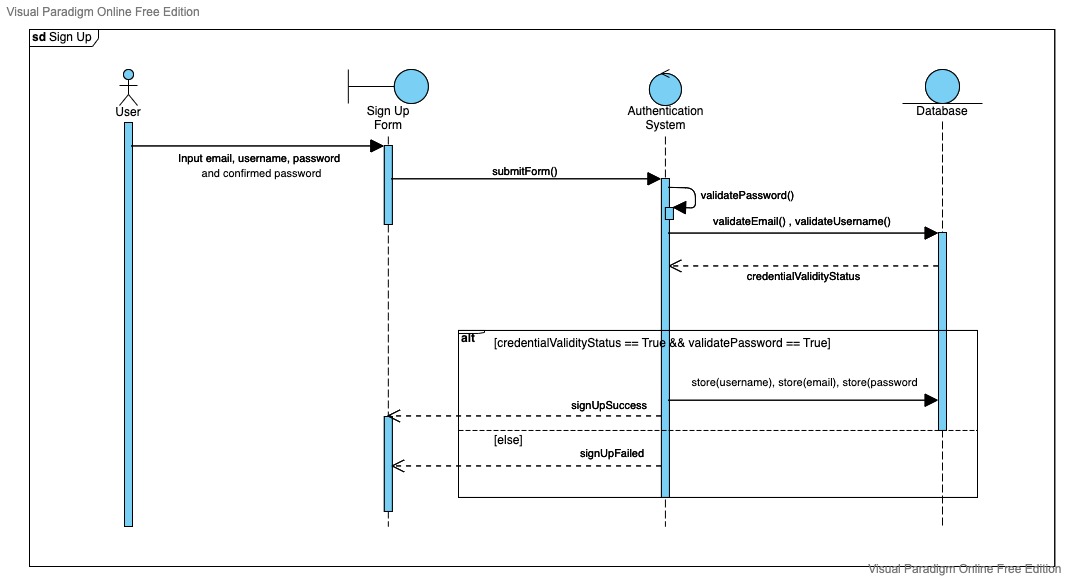 Visual Paradigm Online Free Edition
sd Sign Up
User
Sign Up
Form
Authentication
System
Database
Input email, username, password
and confirmed password
submitForm()
validatePassword()
validateEmail() , validateUsername()
credentialValidityStatus
alt
[credentialValidityStatus == True && validatePassword == True]
store(username), store(email), store(password
signUpSuccess
[else]
signUpFailed
Visual Paradigm Online Free Edition